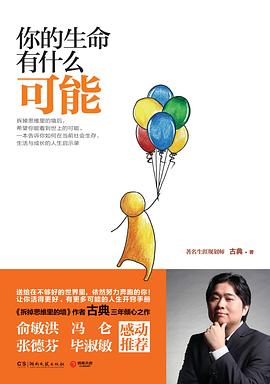 你的生命
有什么
可能
拆掉思维里的墙后,
希望你能看到世上的可能。
一本告诉你如何在当前社会生存、
生活与成长的人生启示录
著名生涯规划师 古典·著
送给在不够好的世界里,依然努力奔跑的你!
让你活得更好、有更多可能的人生开窍手册
《拆掉思维里的墙》作者古典三年倾心之作
俞敏洪 冯仑 感动
张德芬 毕淑敏 推荐
湖南文艺出版社